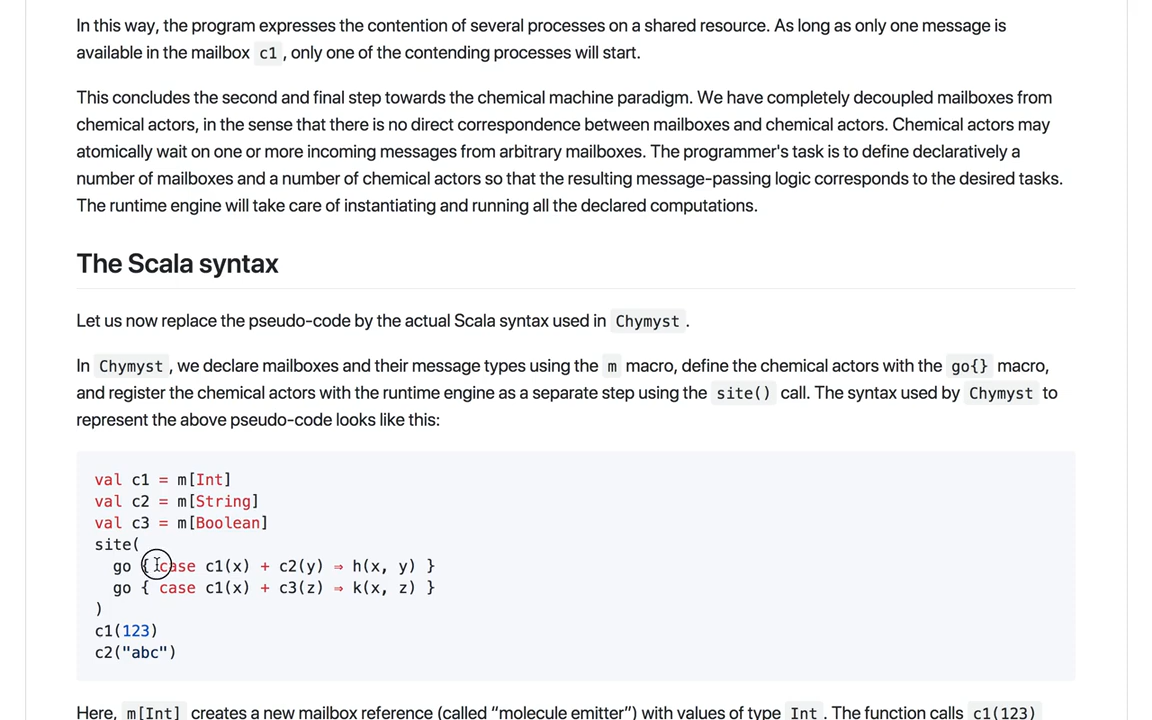 In this way, the program expresses the contention of several processes on a shared resource. As long as only one message is
available in the mailbox c1 , only one of the contending processes will start.
This concludes the second and final step towards the chemical machine paradigm. We have completely decoupled mailboxes from
chemical actors, in the sense that there is no direct correspondence between mailboxes and chemical actors. Chemical actors may
atomically wait on one or more incoming messages from arbitrary mailboxes. The programmer's task is to define declaratively a
number of mailboxes and a number of chemical actors so that the resulting message-passing logic corresponds to the desired tasks.
The runtime engine will take care of instantiating and running all the declared computations.
The Scala syntax
Let us now replace the pseudo-code by the actual Scala syntax used in Chymyst .
In Chymyst , we declare mailboxes and their message types using the m macro, define the chemical actors with the go{} macro,
and register the chemical actors with the runtime engine as a separate step using the site() call. The syntax used by Chymyst to
represent the above pseudo-code looks like this:
val c1 = m[Int]
val c2 = m[String]
val c3 = m[Boolean]
site(
  go { case c1(x) + c2(y) ⇒ h(x, y) }
  go { case c1(x) + c3(z) ⇒ k(x, z) }
)
c1(123)
c2("abc")
Here, m[Int] creates a new mailbox reference (called “molecule emitter”) with values of type Int . The function calls c1(123)